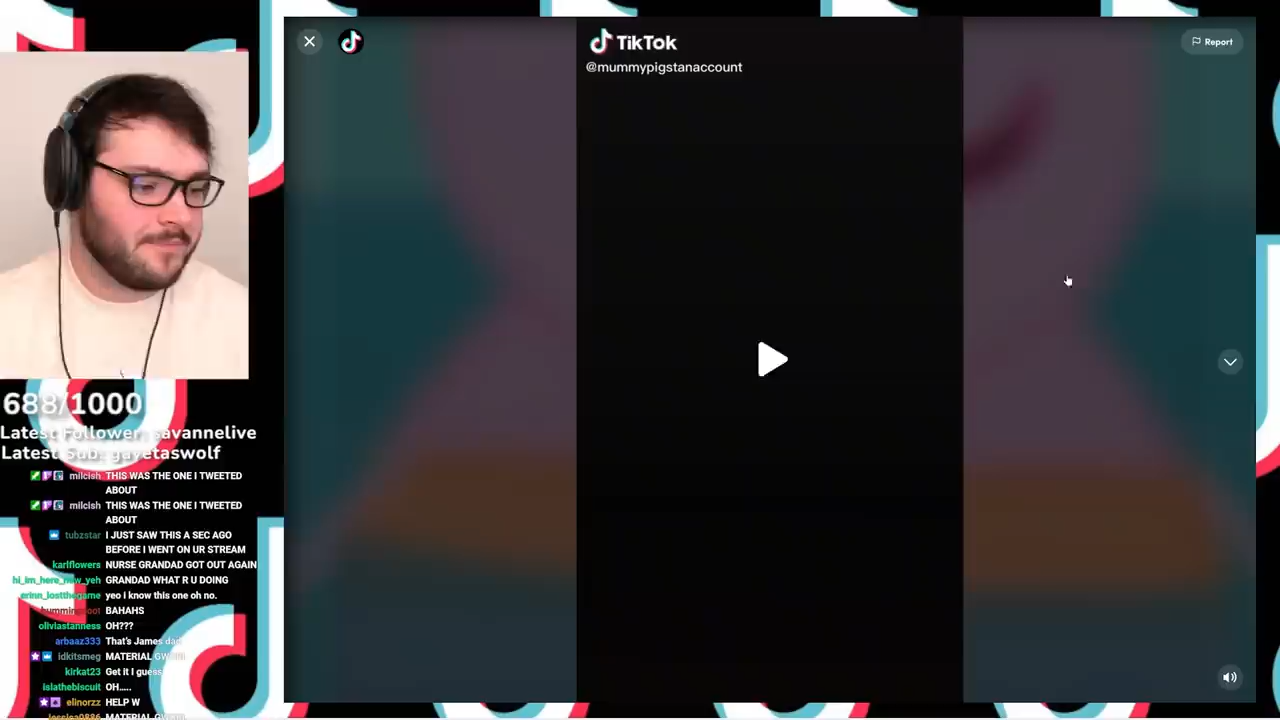 TikTok
@mummypigstanaccount
Report
688/1000
Latest Follower: savannelive
Latest Sub: gayetaswolf
milcish THIS WAS THE ONE I TWEETED
ABOUT
milcish THIS WAS THE ONE I TWEETED
ABOUT
tubzstar I JUST SAW THIS A SEC AGO
BEFORE I WENT ON UR STREAM
karlflowers NURSE GRANDAD GOT OUT AGAIN
hi_im_here_now_yeh GRANDAD WHAT R U DOING
erinn_lostthegame yeo i know this one oh no.
BAHAHS
oliviastanness OH???
arbaaz333 That's James dad
idkitsmeg MATERIAL
kirkat23 Get it I guess
islathebiscuit OH.....
elinorzz HELP W
MATERIAL